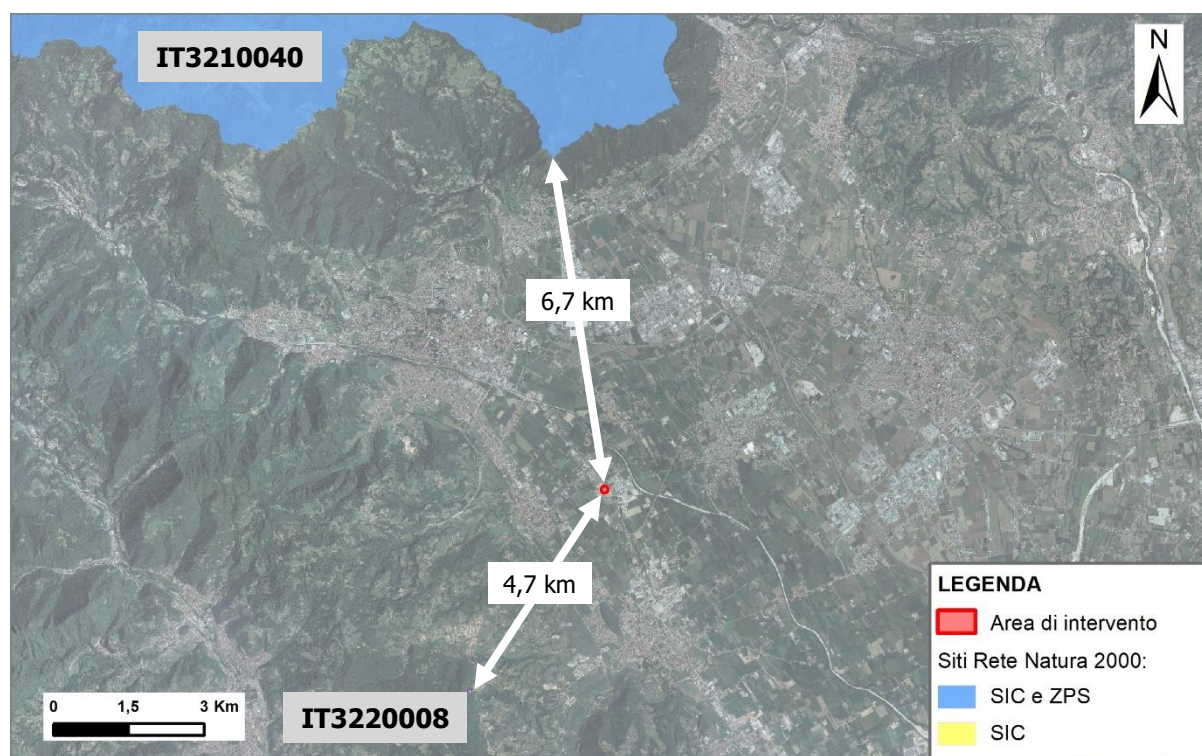 IT3210040
N
6,7 km
4,7 km
LEGENDA
Area di intervento
Siti Rete Natura 2000:
SIC e ZPS
SIC
0 1,5 3 Km
IT3220008